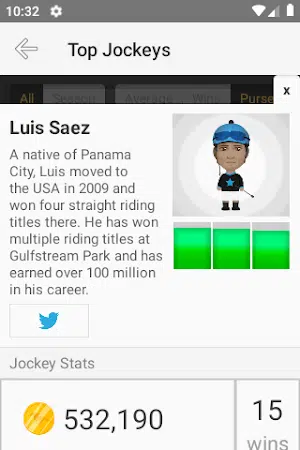 10:32
Top Jockeys
All Season Average... Wins Purse
x
Luis Saez
A native of Panama
City, Luis moved to
the USA in 2009 and
won four straight riding
titles there. He has won
multiple riding titles at
Gulfstream Park and has
earned over 100 million
in his career.
Jockey Stats
532,190
15
wins